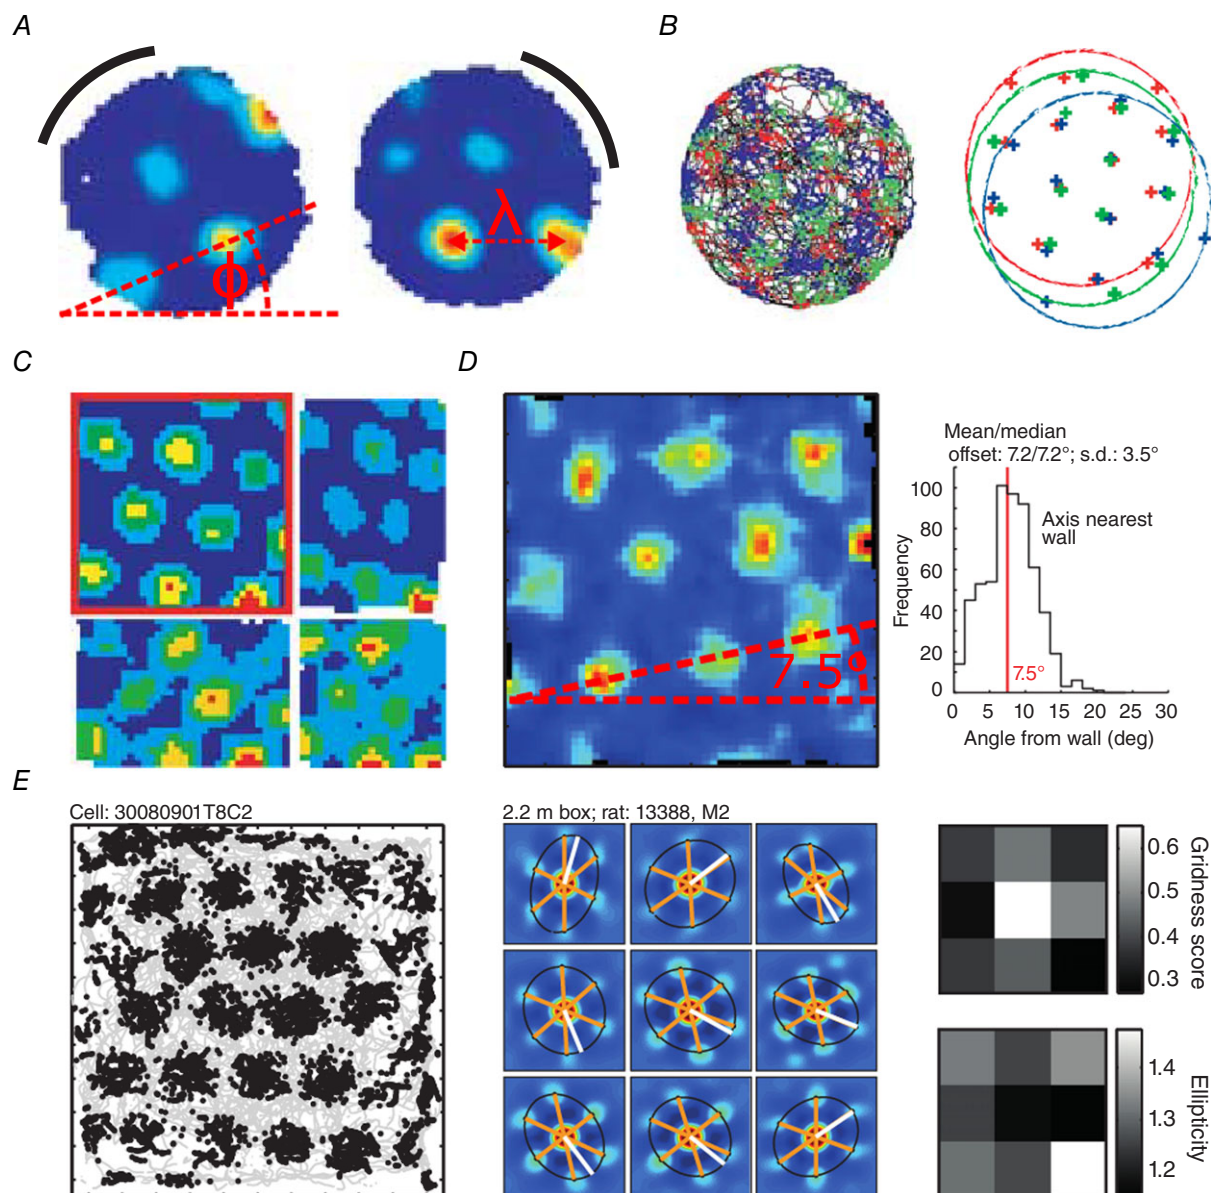 A
B
ϕ
λ
C
D
7.5°
Mean/median
offset: 7.2/7.2°; s.d.: 3.5°
Axis nearest
wall
Frequency
100
80
60
40
20
0
7.5°
0 5 10 15 20 25 30
Angle from wall (deg)
E
Cell: 30080901T8C2
2.2 m box; rat: 13388, M2
0.6
0.5
0.4
0.3
Gridness score
1.4
1.3
1.2
Ellipticity